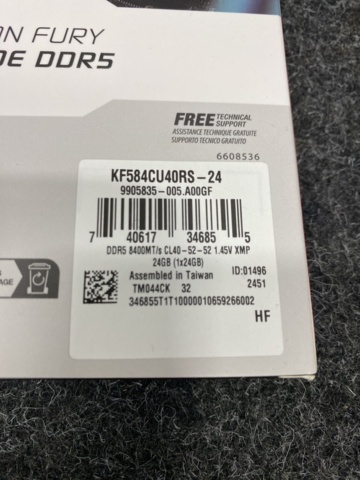 ON FURY
DE DDR5
FREE TECHNICAL SUPPORT
ASSISTANCE TECHNIQUE GRATUITE
SUPPORTO TECNICO GRATUITO
6608536
KF584CU40RS-24
9905835-005.A00GF
7 40617 34685 5
DDR5 8400MT/s CL40-52-52 1.45V XMP
24GB (1x24GB)
Assembled in Taiwan ID:01496
TM044CK 32 2451
346855T1T10000010659266002
HF